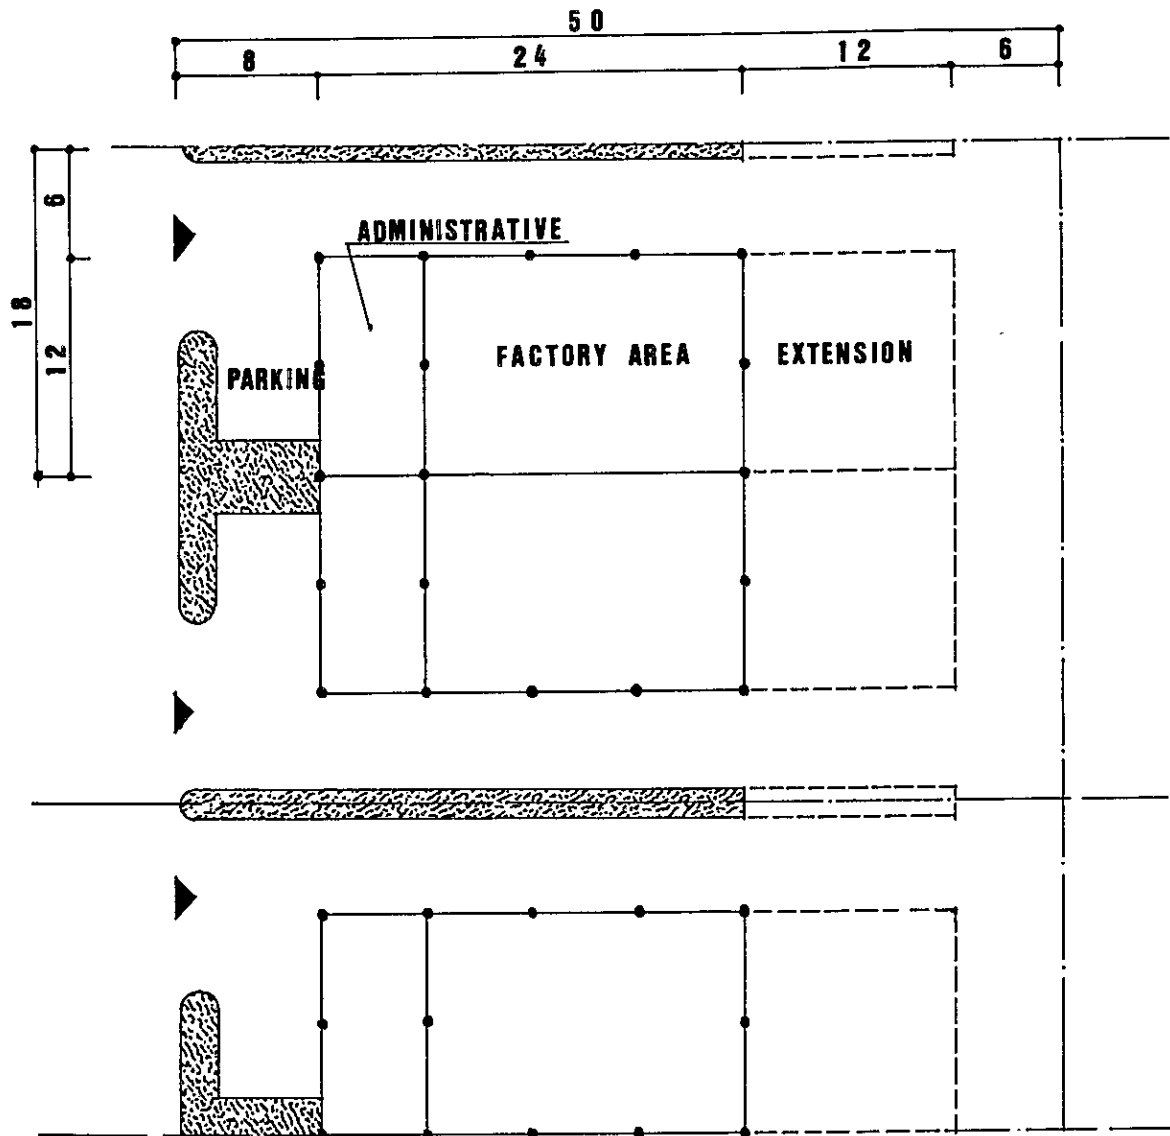 50
8 24 12 6
6
18
12
ADMINISTRATIVE
FACTORY AREA
EXTENSION
PARKING